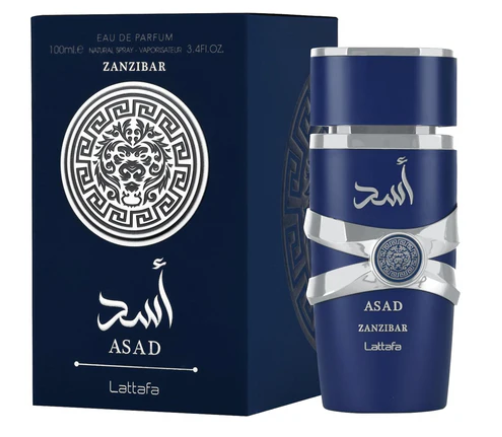 EAU DE PARFUM
100ml℮ NATURAL SPRAY - VAPORISATEUR 3.4FL.OZ.
ZANZIBAR
أسد
ASAD
Lattafa
أسد
ASAD
ZANZIBAR
Lattafa